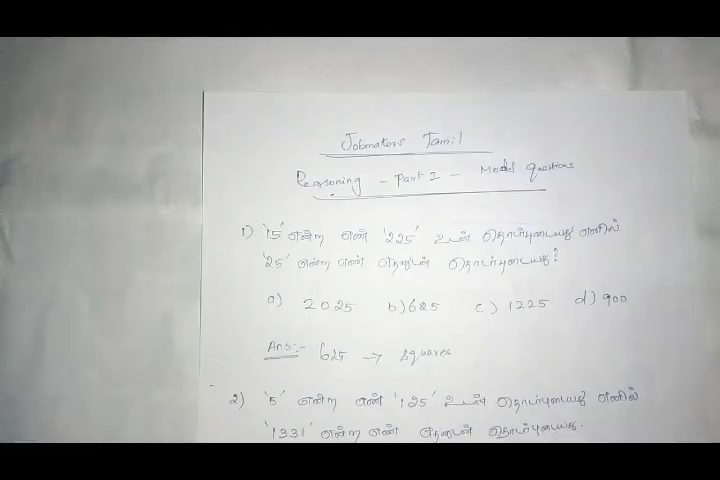 Jobmaters Tamil
Reasoning - Part I - Model Questions
1) '15' என்ற எண் '225' உடன் தொடர்புடையது எனில்
'25' என்ற எண் எதனுடன் தொடர்புடையது?
a) 2025 b) 625 c) 1225 d) 900
Ans:- 625 → squares
2) '5' என்ற எண் '125' உடன் தொடர்புடையது எனில்
'1331' என்ற எண் எதனுடன் தொடர்புடையது.